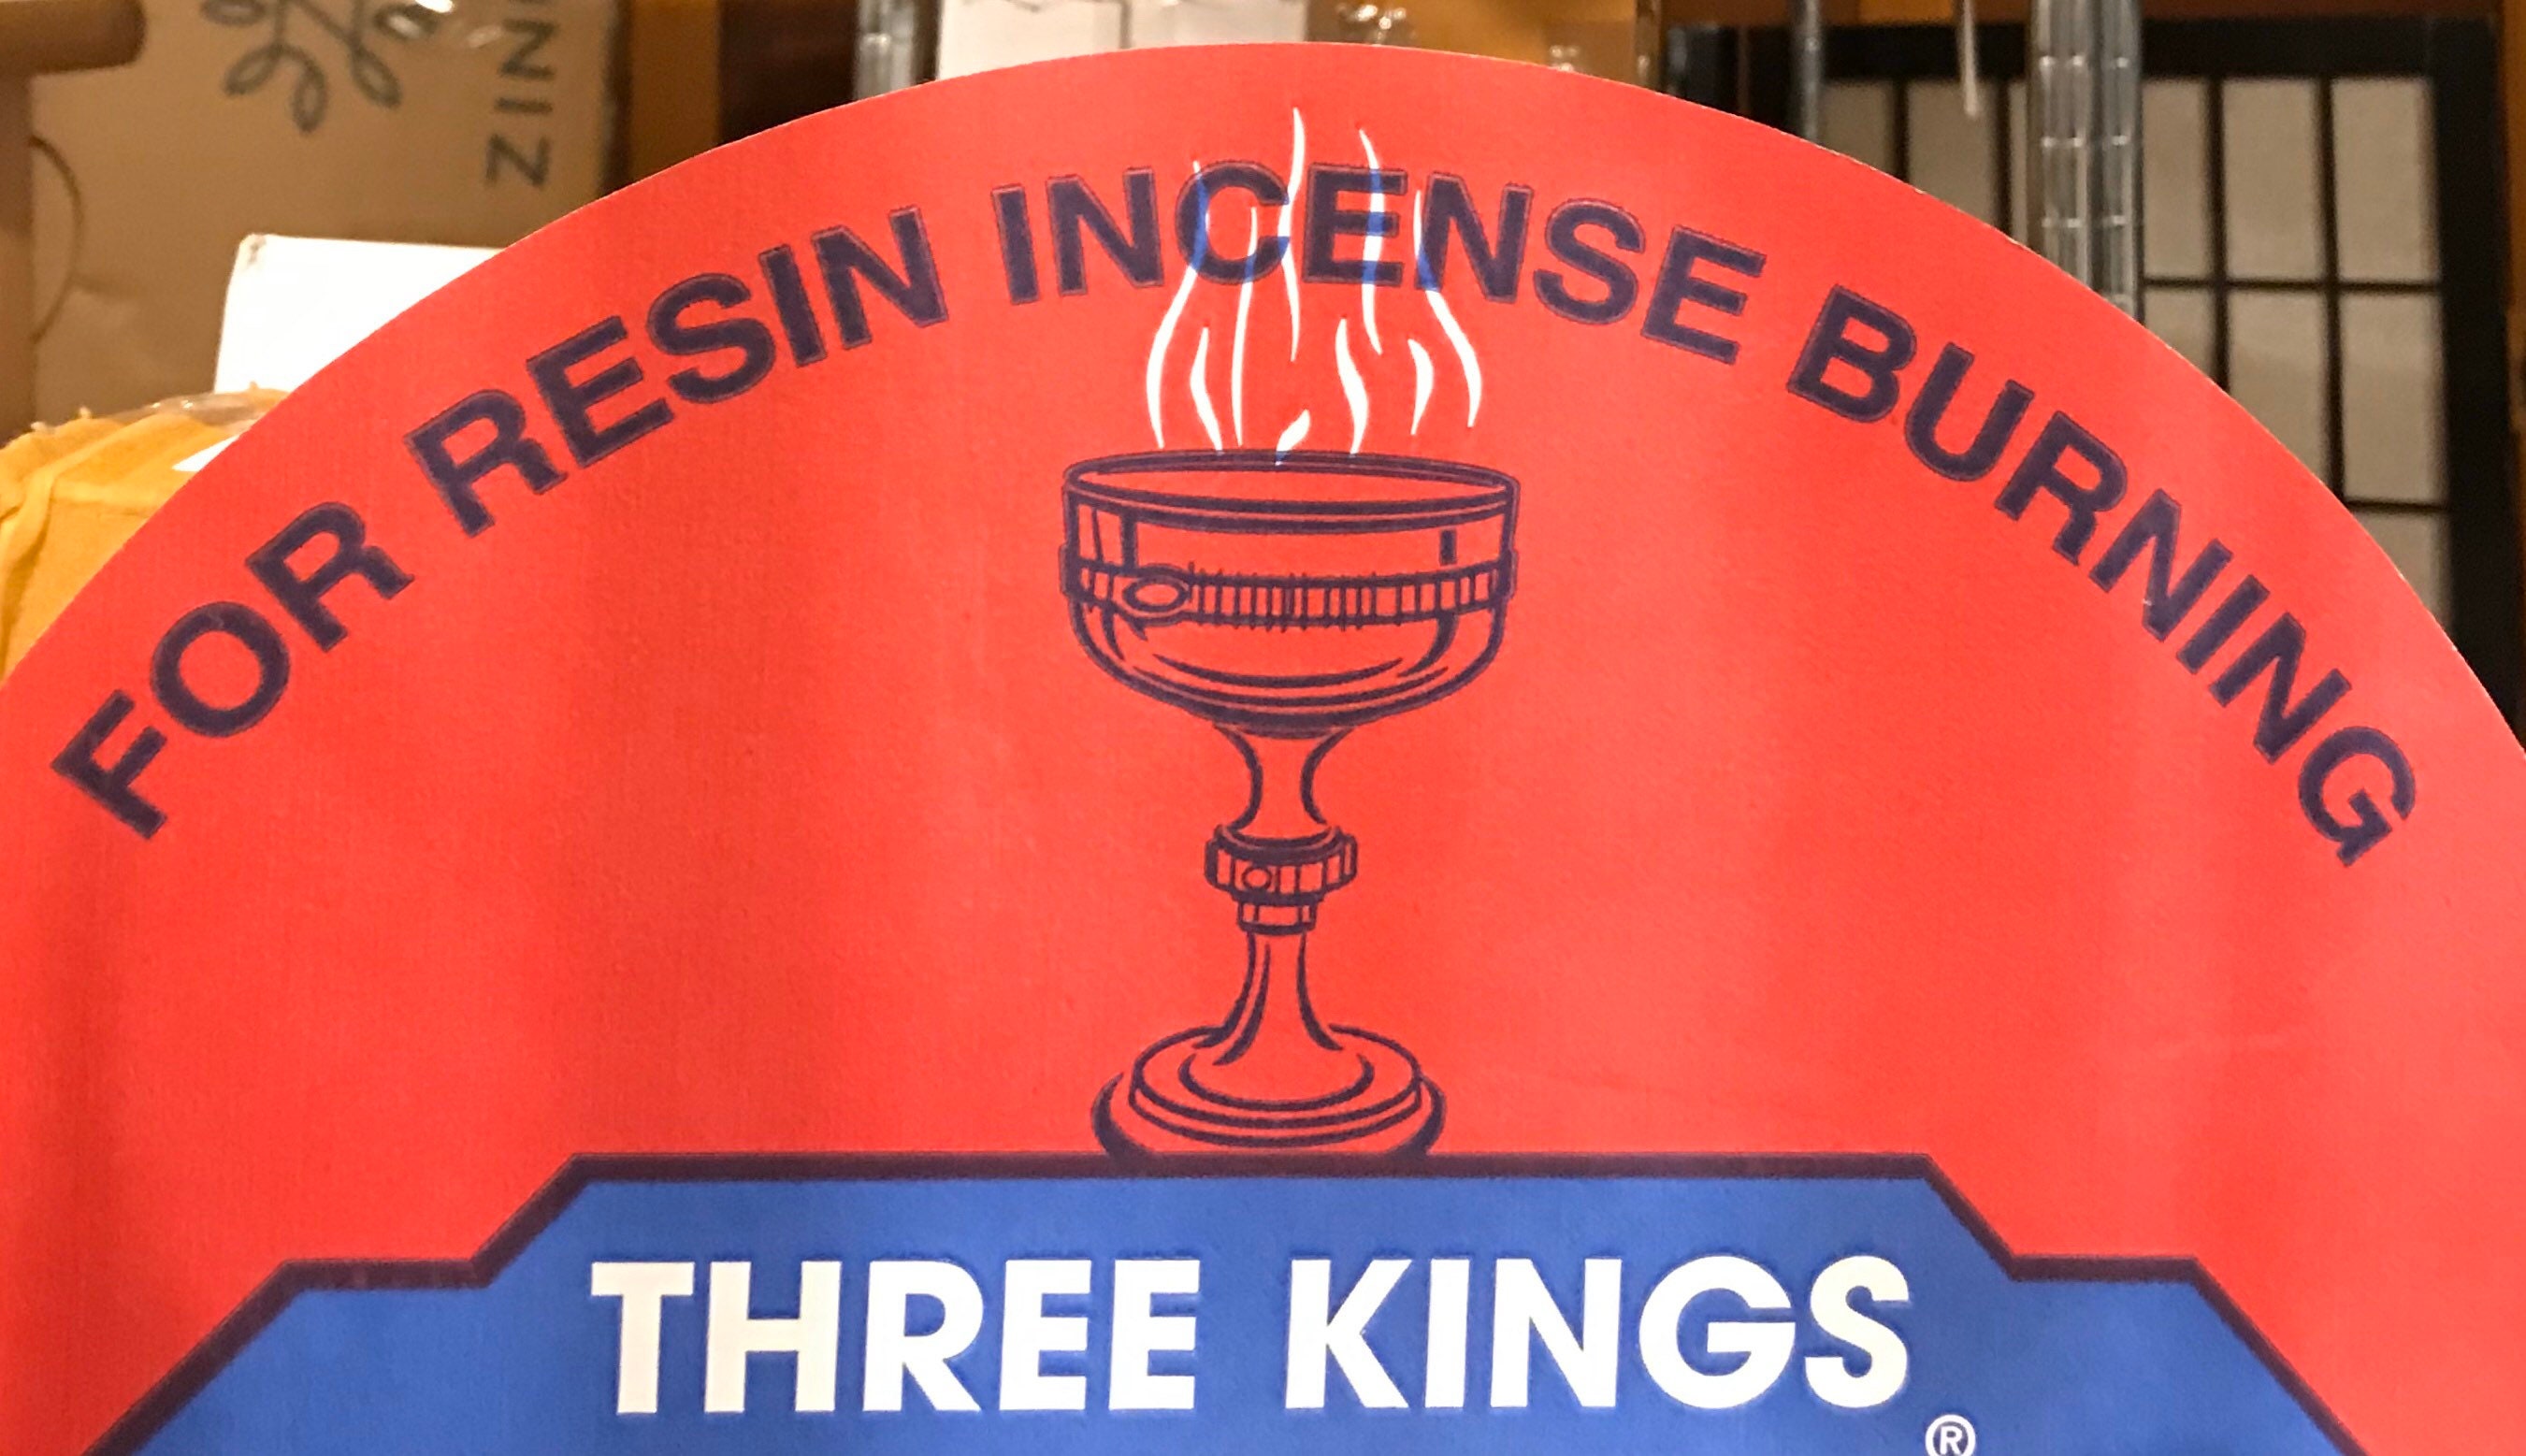 FOR RESIN INCENSE BURNING
THREE KINGS
®